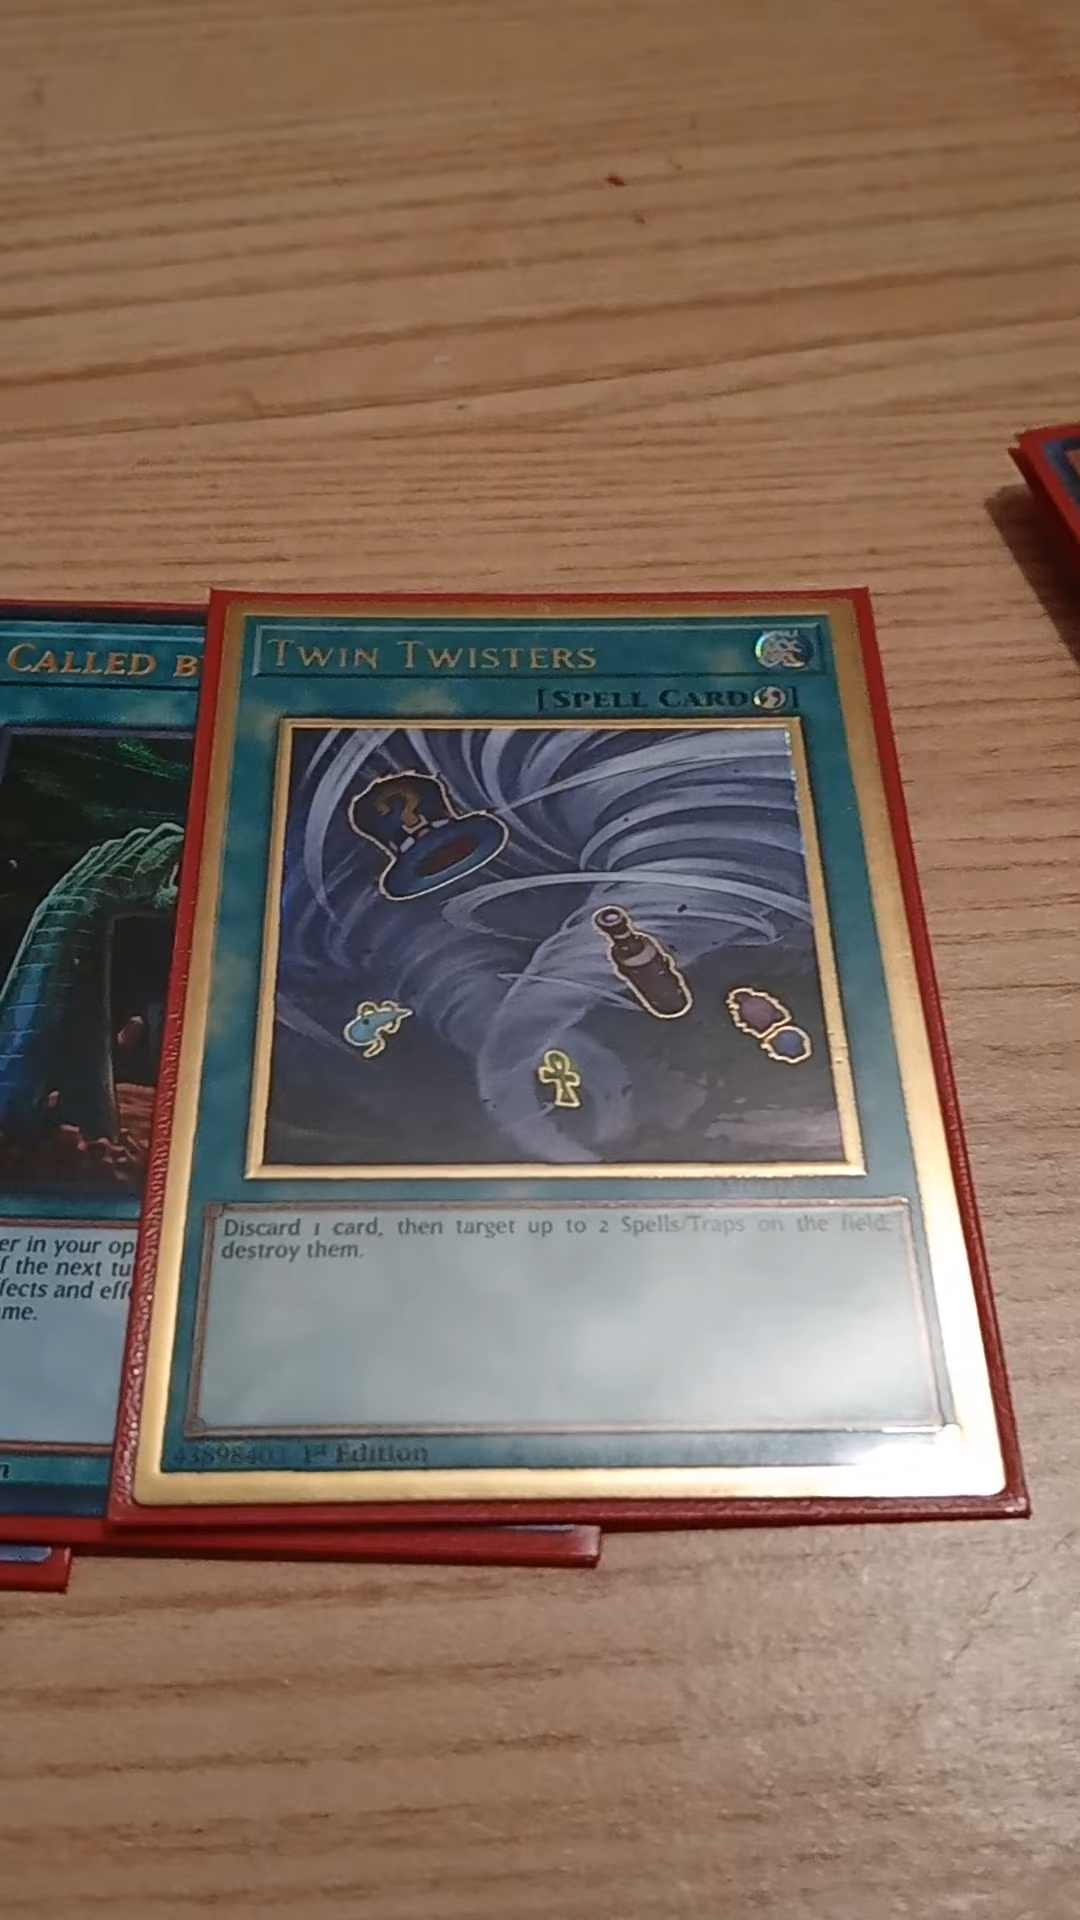 CALLED B
TWIN TWISTERS
[SPELL CARD]
?
Discard 1 card, then target up to 2 Spells/Traps on the field;
destroy them.
er in your op
f the next tu
fects and effe
me.
1st Edition
n